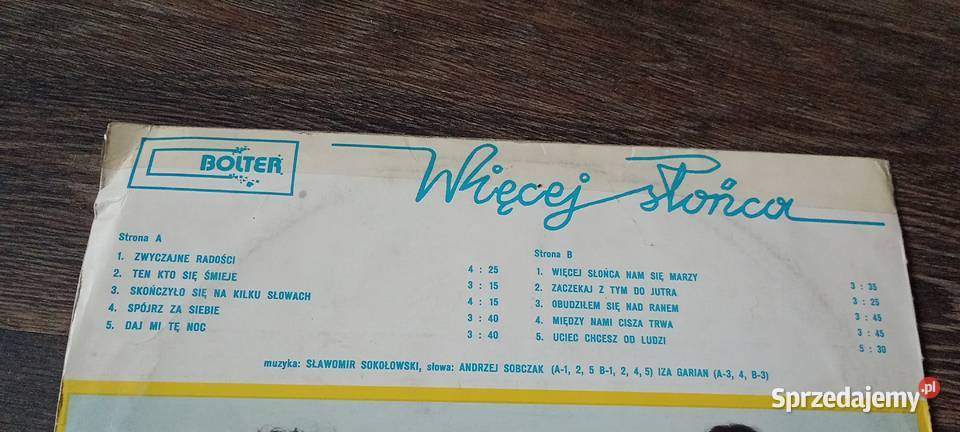 BOLTER
Więcej słońca
Strona A
1. ZWYCZAJNE RADOŚCI 4 : 25
2. TEN KTO SIĘ ŚMIEJE 3 : 15
3. SKOŃCZYŁO SIĘ NA KILKU SŁOWACH 4 : 15
4. SPÓJRZ ZA SIEBIE 3 : 40
5. DAJ MI TĘ NOC 3 : 40
Strona B
1. WIĘCEJ SŁOŃCA NAM SIĘ MARZY 3 : 35
2. ZACZEKAJ Z TYM DO JUTRA 3 : 25
3. OBUDZIŁEM SIĘ NAD RANEM 3 : 45
4. MIĘDZY NAMI CISZA TRWA 3 : 45
5. UCIEC CHCESZ OD LUDZI 5 : 30
muzyka: SŁAWOMIR SOKOŁOWSKI, słowa: ANDRZEJ SOBCZAK (A-1, 2, 5 B-1, 2, 4, 5) IZA GARIAN (A-3, 4, B-3)
Sprzedajemy.pl